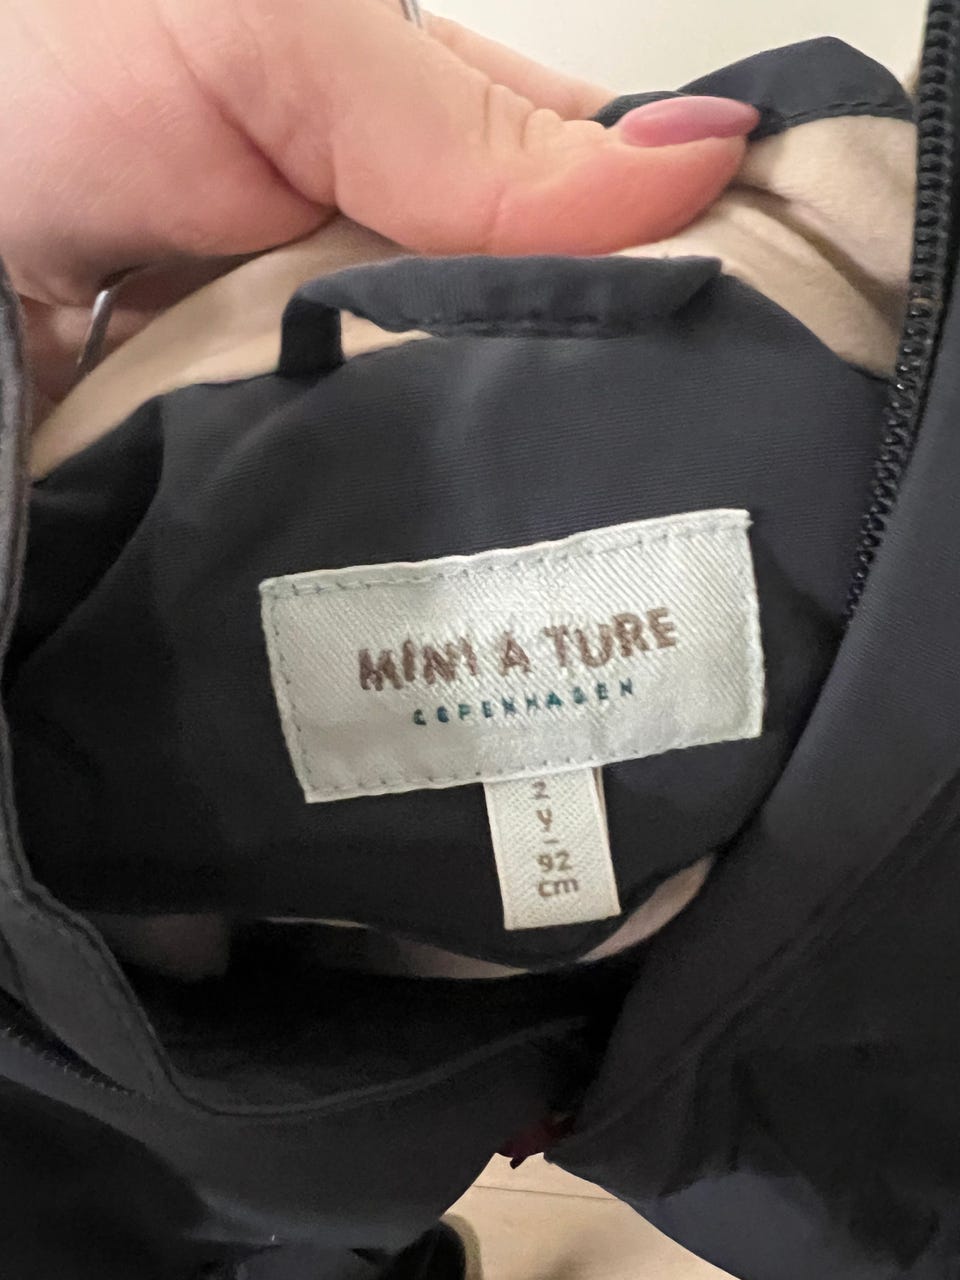 MINI A TURE
COPENHAGEN
2
Y
-
92
cm